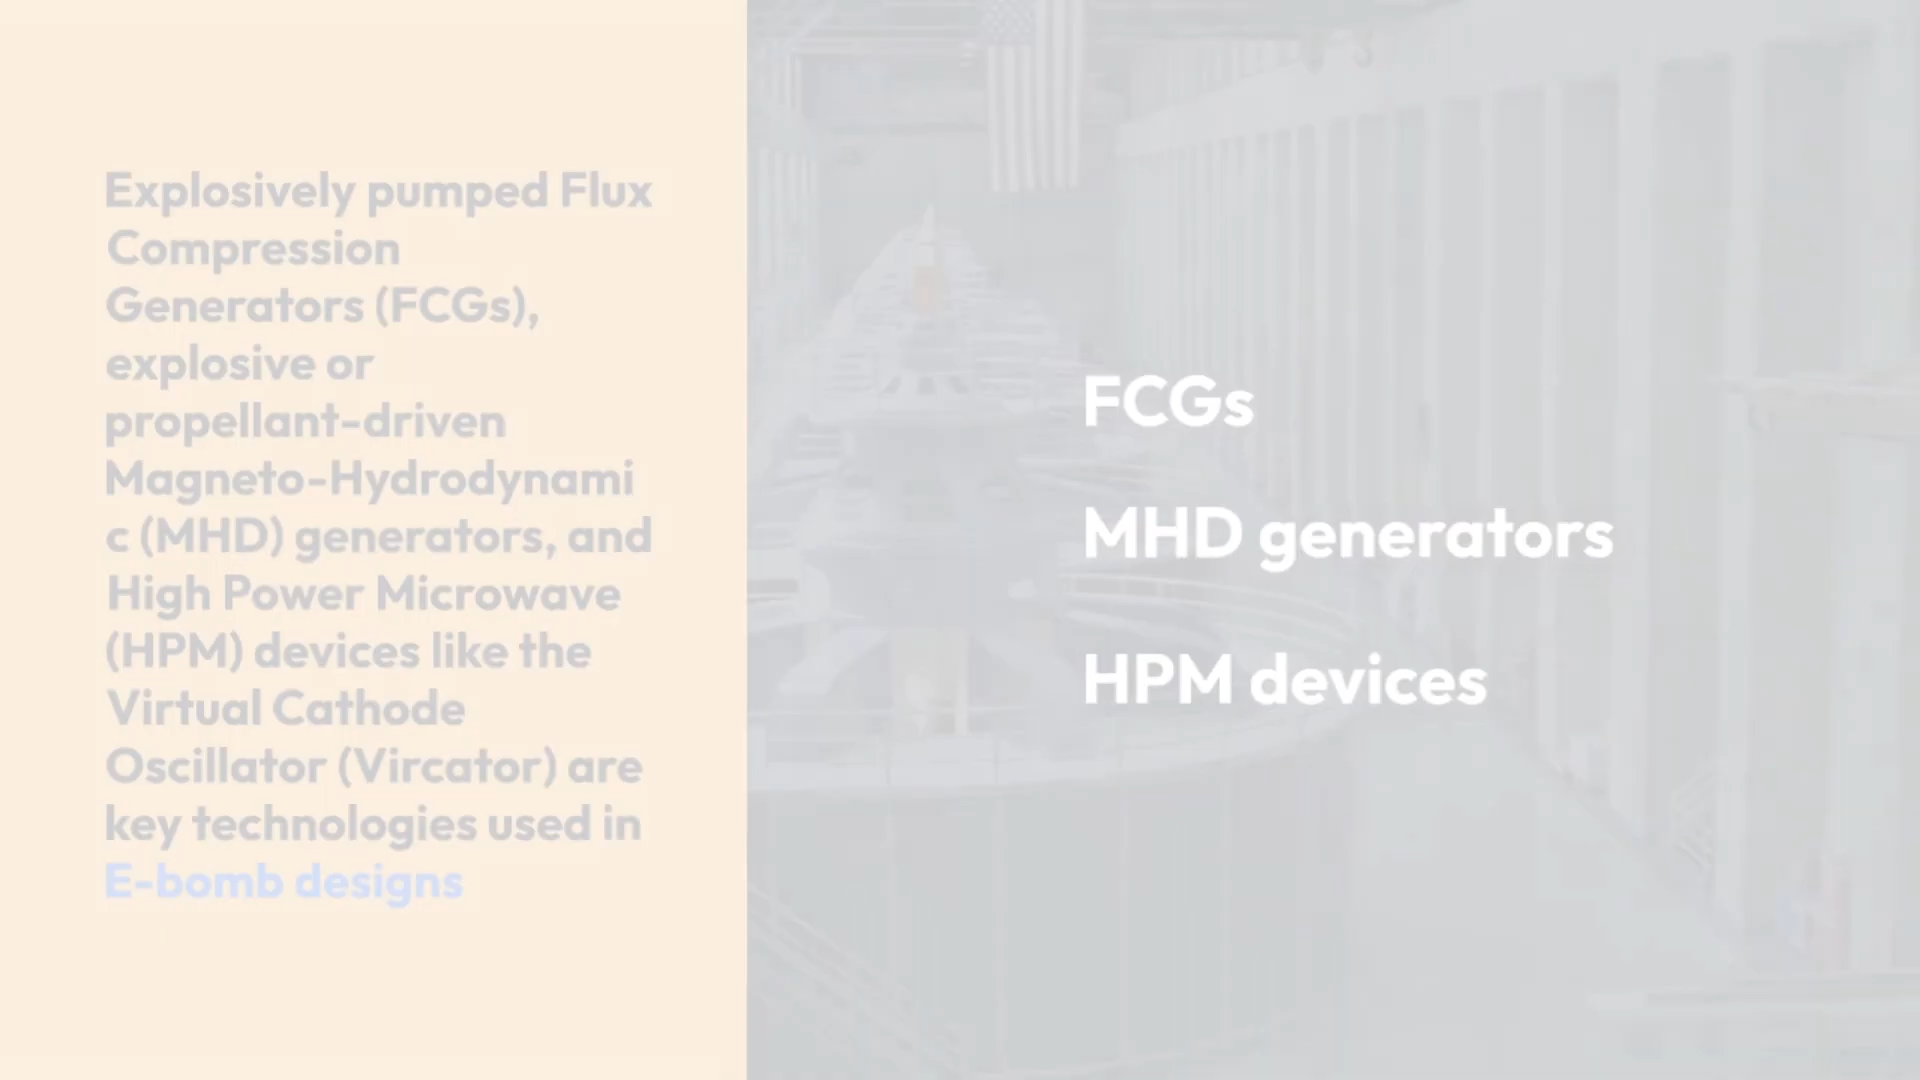 Explosively pumped Flux
Compression
Generators (FCGs),
explosive or
propellant-driven
Magneto-Hydrodynami
c (MHD) generators, and
High Power Microwave
(HPM) devices like the
Virtual Cathode
Oscillator (Vircator) are
key technologies used in
E-bomb designs
FCGs
MHD generators
HPM devices